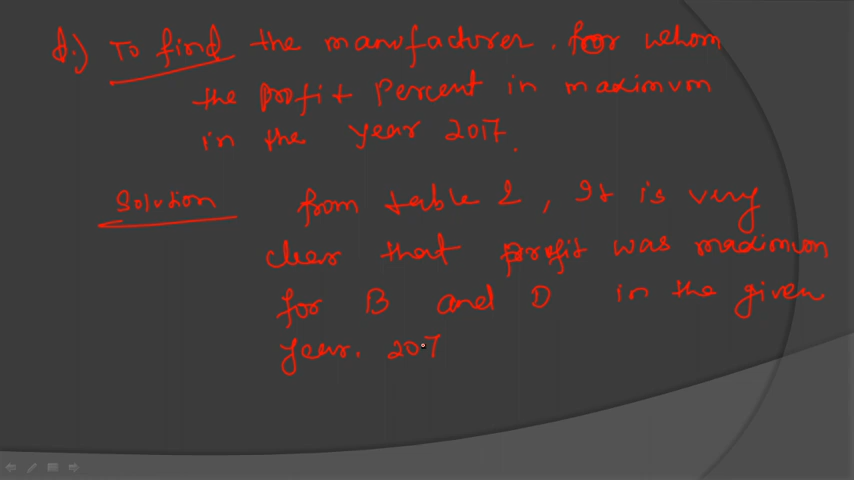 d.) To find the manufacturer. for whom
the profit percent in maximum
in the year 2017.
Solution from table 2, It is very
clear that profit was maximum
for B and D in the given
year. 207